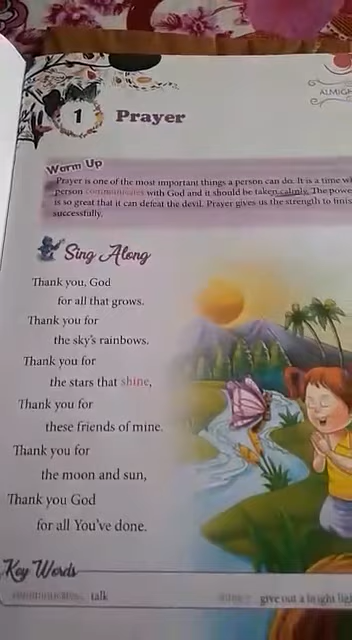 ALMIGH
1 Prayer
Warm Up
Prayer is one of the most important things a person can do. It is a time w
person communicates with God and it should be taken calmly. The powe
is so great that it can defeat the devil. Prayer gives us the strength to finis
successfully.
Sing Along
Thank you, God
for all that grows.
Thank you for
the sky's rainbows.
Thank you for
the stars that shine,
Thank you for
these friends of mine.
Thank you for
the moon and sun,
Thank you God
for all You've done.
Key Words
communicates talk
give out a bright lig